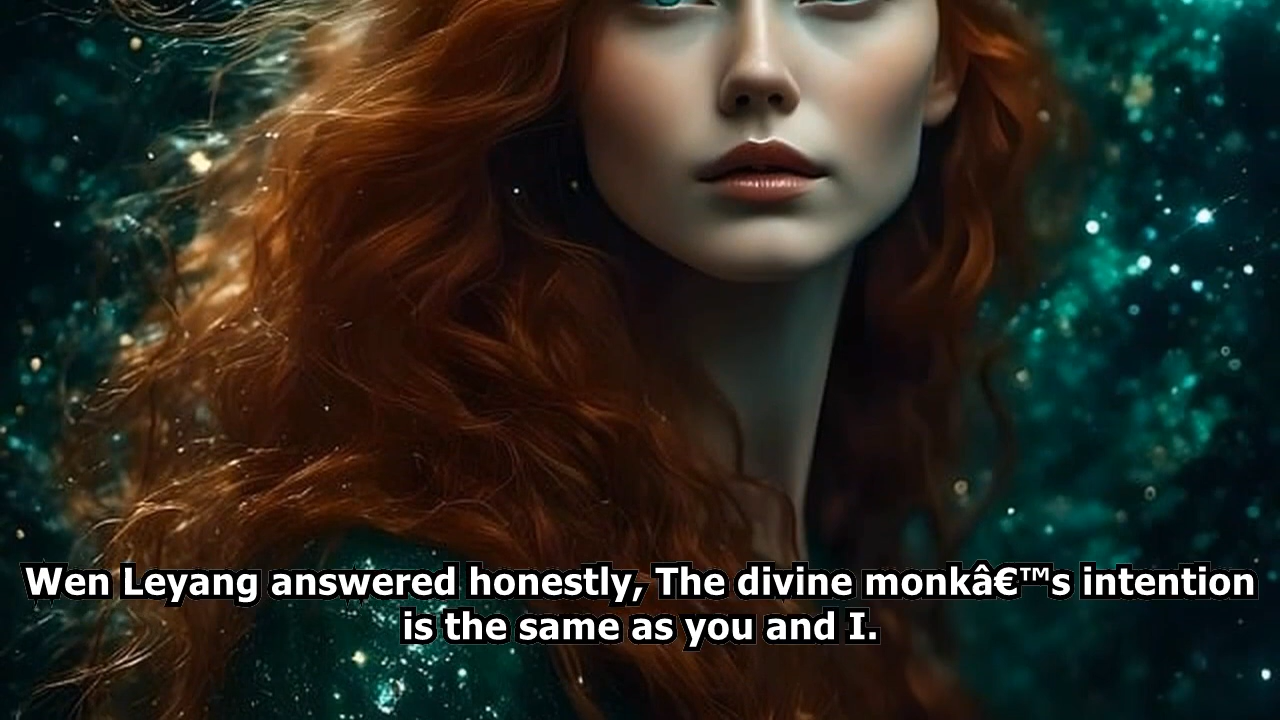 Wen Leyang answered honestly, The divine monkâ€™s intention
is the same as you and I.